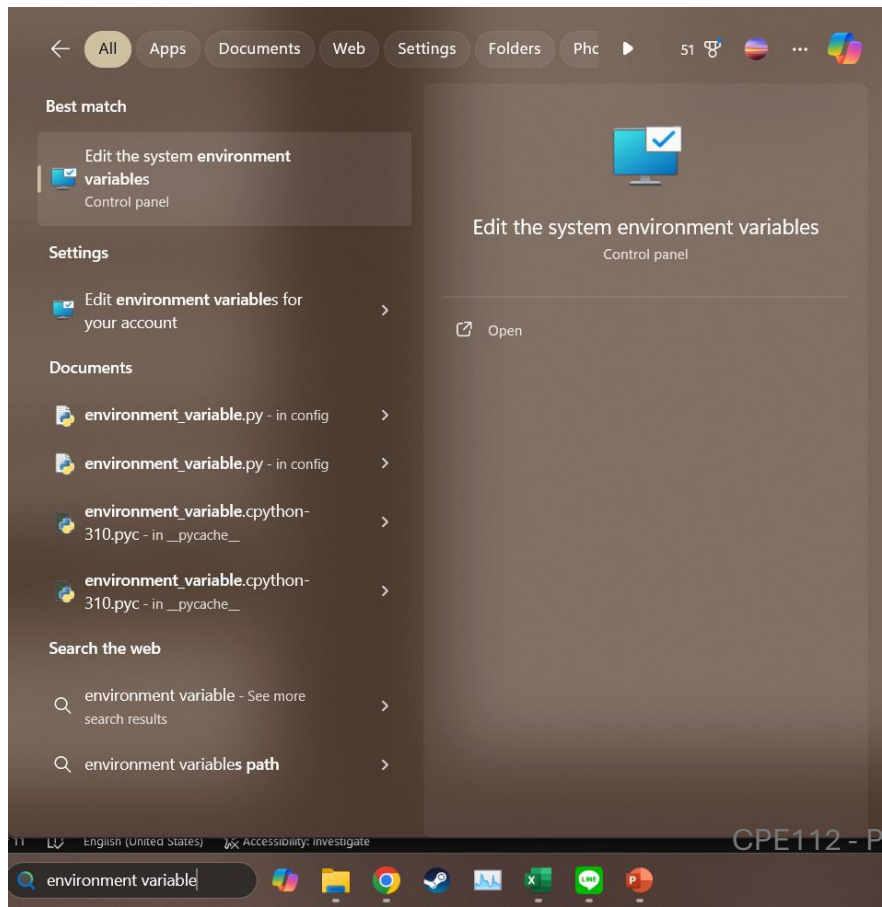 All Apps Documents Web Settings Folders Phc 51
Best match
Edit the system environment
variables
Control panel
Edit the system environment variables
Control panel
Open
Settings
Edit environment variables for
your account
Documents
environment_variable.py - in config
environment_variable.py - in config
environment_variable.cpython-
310.pyc - in __pycache__
environment_variable.cpython-
310.pyc - in __pycache__
Search the web
environment variable - See more
search results
environment variables path
11 English (United States) Accessibility: Investigate
CPE112 - P
environment variable
LINE